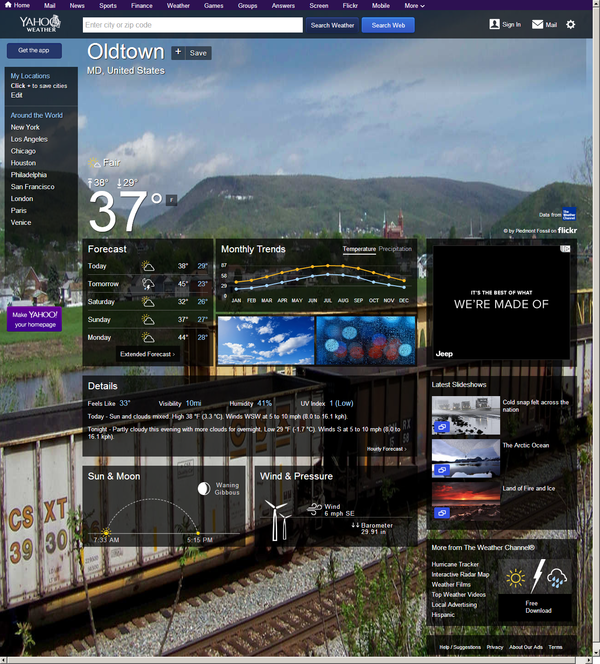 Home Mail News Sports Finance Weather Games Groups Answers Screen Flickr Mobile More
YAHOO!
WEATHER
Enter city or zip code
Search Weather
Search Web
Sign In
Mail
Get the app
Oldtown
+ Save
MD, United States
My Locations
Click + to save cities
Edit
Around the World
New York
Los Angeles
Chicago
Houston
Philadelphia
San Francisco
London
Paris
Venice
Make YAHOO!
your homepage
Fair
38° 29°
37°
F
Data from The Weather Channel
© by Piedmont Fossil on flickr
Forecast
Today 38° 29°
Tomorrow 45° 23°
Saturday 32° 26°
Sunday 37° 27°
Monday 44° 28°
Extended Forecast ›
Monthly Trends
Temperature Precipitation
87
58
29
0
JAN FEB MAR APR MAY JUN JUL AUG SEP OCT NOV DEC
IT'S THE BEST OF WHAT
WE'RE MADE OF
Jeep
Details
Feels Like 33° Visibility 10mi Humidity 41% UV Index 1 (Low)
Today - Sun and clouds mixed. High 38 °F (3.3 °C). Winds WSW at 5 to 10 mph (8.0 to 16.1 kph).
Tonight - Partly cloudy this evening with more clouds for overnight. Low 29 °F (-1.7 °C). Winds S at 5 to 10 mph (8.0 to
16.1 kph).
Hourly Forecast ›
Latest Slideshows
Cold snap felt across the
nation
The Arctic Ocean
Land of Fire and Ice
Sun & Moon
Waning
Gibbous
7:33 AM
5:15 PM
Wind & Pressure
Wind
6 mph SE
Barometer
29.91 in
CSXT
3930
More from The Weather Channel®
Hurricane Tracker
Interactive Radar Map
Weather Films
Top Weather Videos
Local Advertising
Hispanic
Free
Download
Help / Suggestions Privacy About Our Ads Terms